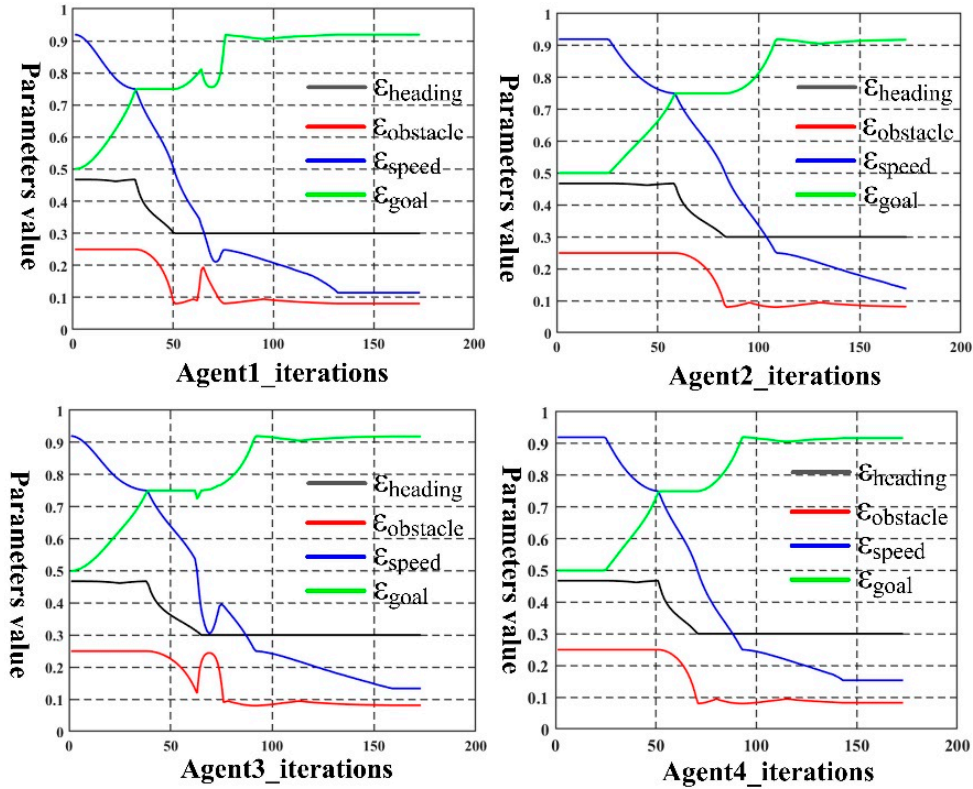 Parameters value
1
0.9
0.8
0.7
0.6
0.5
0.4
0.3
0.2
0.1
0
εheading
εobstacle
εspeed
εgoal
0 50 100 150 200
Agent1_iterations
Parameters value
1
0.9
0.8
0.7
0.6
0.5
0.4
0.3
0.2
0.1
0
εheading
εobstacle
εspeed
εgoal
0 50 100 150 200
Agent2_iterations
Parameters value
1
0.9
0.8
0.7
0.6
0.5
0.4
0.3
0.2
0.1
0
εheading
εobstacle
εspeed
εgoal
0 50 100 150 200
Agent3_iterations
Parameters value
1
0.9
0.8
0.7
0.6
0.5
0.4
0.3
0.2
0.1
0
εheading
εobstacle
εspeed
εgoal
0 50 100 150 200
Agent4_iterations